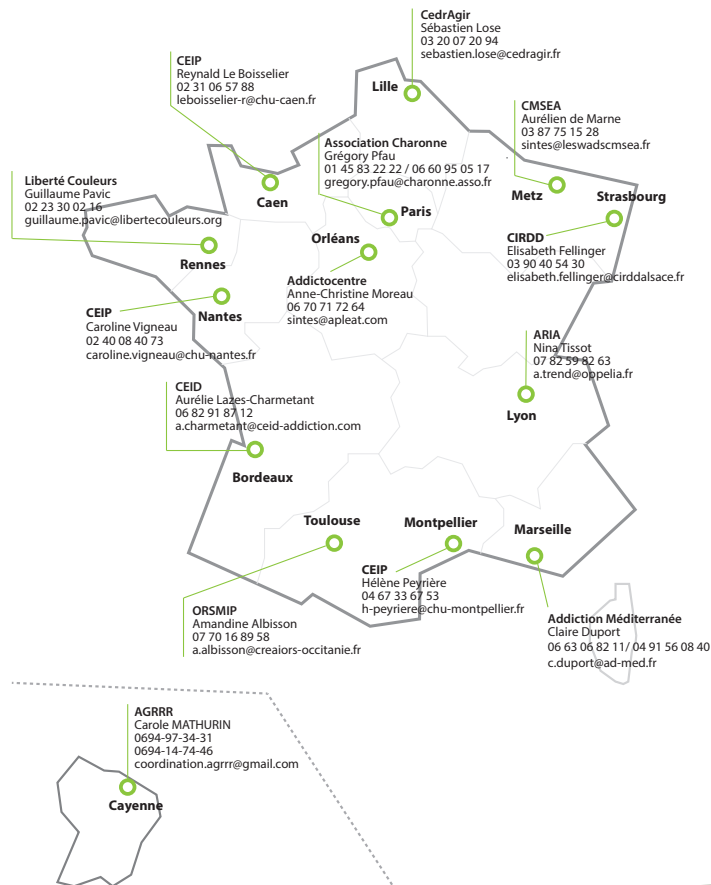 CedrAgir
Sébastien Lose
03 20 07 20 94
sebastien.lose@cedragir.fr
Lille
CEIP
Reynald Le Boisselier
02 31 06 57 88
leboisselier-r@chu-caen.fr
Caen
CMSEA
Aurélien de Marne
03 87 75 15 28
sintes@leswadscmsea.fr
Metz
Association Charonne
Grégory Pfau
01 45 83 22 22 / 06 60 95 05 17
gregory.pfau@charonne.asso.fr
Paris
Strasbourg
CIRDD
Elisabeth Fellinger
03 90 40 54 30
elisabeth.fellinger@cirddalsace.fr
Liberté Couleurs
Guillaume Pavic
02 23 30 02 16
guillaume.pavic@libertecouleurs.org
Rennes
Orléans
Addictocentre
Anne-Christine Moreau
06 70 71 72 64
sintes@apleat.com
Nantes
CEIP
Caroline Vigneau
02 40 08 40 73
caroline.vigneau@chu-nantes.fr
ARIA
Nina Tissot
07 82 59 82 63
a.trend@oppelia.fr
Lyon
CEID
Aurélie Lazes-Charmetant
06 82 91 87 12
a.charmetant@ceid-addiction.com
Bordeaux
Toulouse
Montpellier
Marseille
CEIP
Hélène Peyrière
04 67 33 67 53
h-peyriere@chu-montpellier.fr
ORSMIP
Amandine Albisson
07 70 16 89 58
a.albisson@creaiors-occitanie.fr
Addiction Méditerranée
Claire Duport
06 63 06 82 11/ 04 91 56 08 40
c.duport@ad-med.fr
AGRRR
Carole MATHURIN
0694-97-34-31
0694-14-74-46
coordination.agrrr@gmail.com
Cayenne